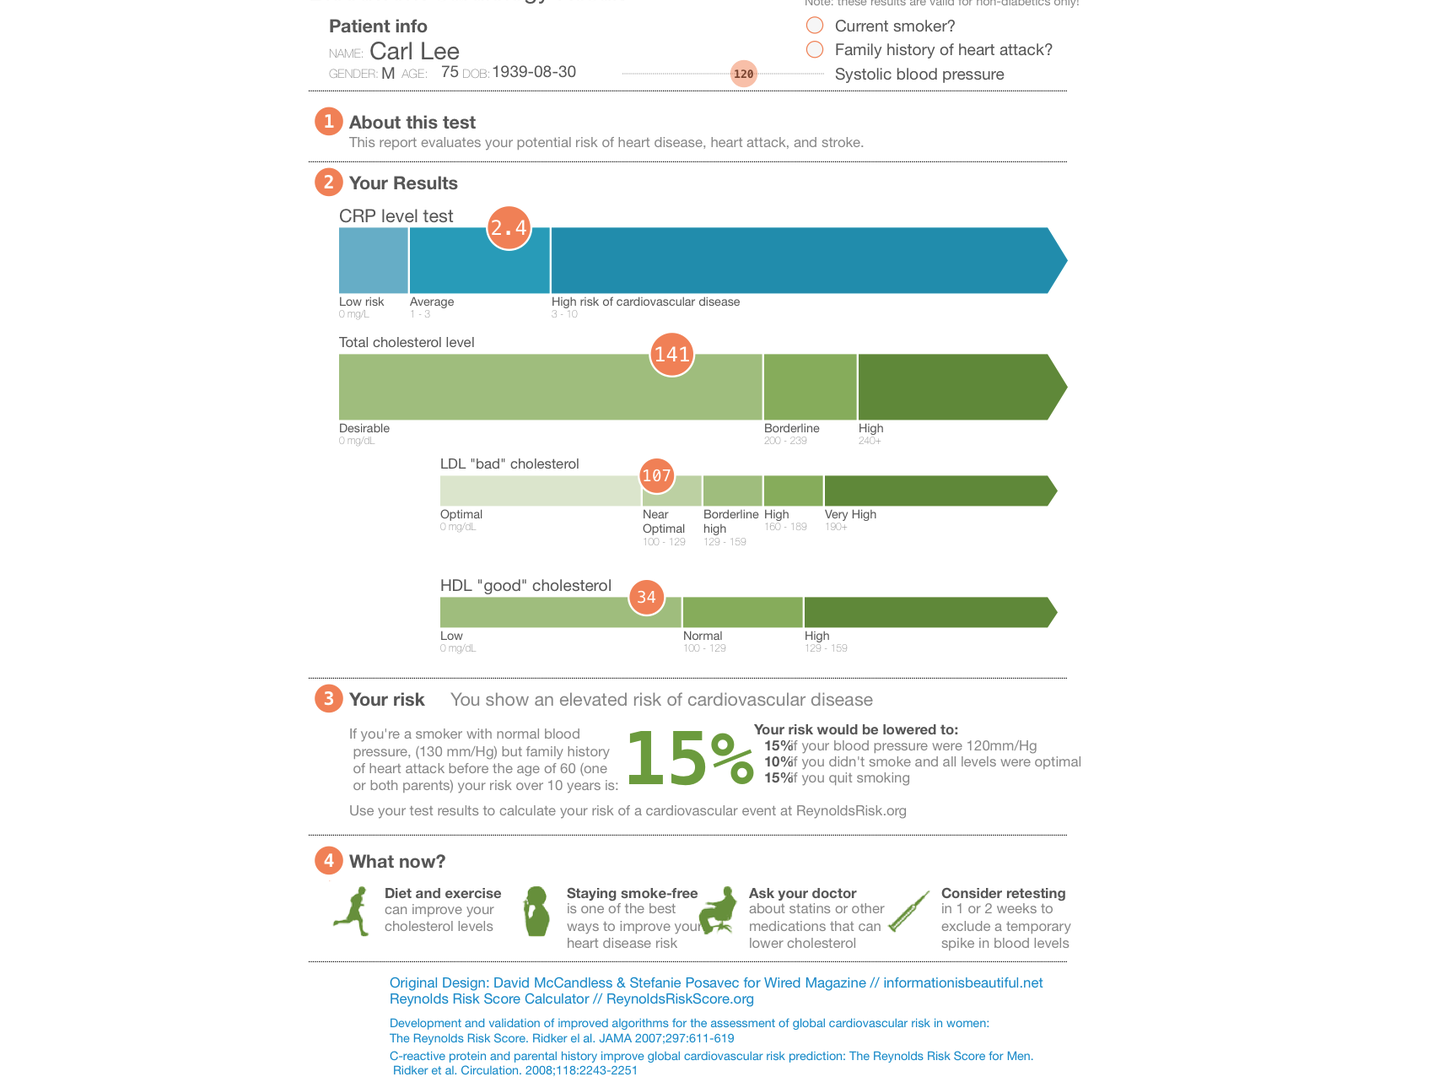 Note: these results are valid for non-diabetics only!
Patient info
NAME: Carl Lee
GENDER: M AGE: 75 DOB: 1939-08-30
Current smoker?
Family history of heart attack?
120 Systolic blood pressure
1 About this test
This report evaluates your potential risk of heart disease, heart attack, and stroke.
2 Your Results
CRP level test
2.4
Low risk Average High risk of cardiovascular disease
0 mg/L 1 - 3 3 - 10
Total cholesterol level
141
Desirable Borderline High
0 mg/dL 200 - 239 240+
LDL "bad" cholesterol
107
Optimal Near Borderline High Very High
0 mg/dL Optimal high 160 - 189 190+
100 - 129 129 - 159
HDL "good" cholesterol
34
Low Normal High
0 mg/dL 100 - 129 129 - 159
3 Your risk You show an elevated risk of cardiovascular disease
If you're a smoker with normal blood
pressure, (130 mm/Hg) but family history
of heart attack before the age of 60 (one
or both parents) your risk over 10 years is:
15%
Your risk would be lowered to:
15%if your blood pressure were 120mm/Hg
10%if you didn't smoke and all levels were optimal
15%if you quit smoking
Use your test results to calculate your risk of a cardiovascular event at ReynoldsRisk.org
4 What now?
Diet and exercise
can improve your
cholesterol levels
Staying smoke-free
is one of the best
ways to improve your
heart disease risk
Ask your doctor
about statins or other
medications that can
lower cholesterol
Consider retesting
in 1 or 2 weeks to
exclude a temporary
spike in blood levels
Original Design: David McCandless & Stefanie Posavec for Wired Magazine // informationisbeautiful.net
Reynolds Risk Score Calculator // ReynoldsRiskScore.org
Development and validation of improved algorithms for the assessment of global cardiovascular risk in women:
The Reynolds Risk Score. Ridker el al. JAMA 2007;297:611-619
C-reactive protein and parental history improve global cardiovascular risk prediction: The Reynolds Risk Score for Men.
Ridker et al. Circulation. 2008;118:2243-2251